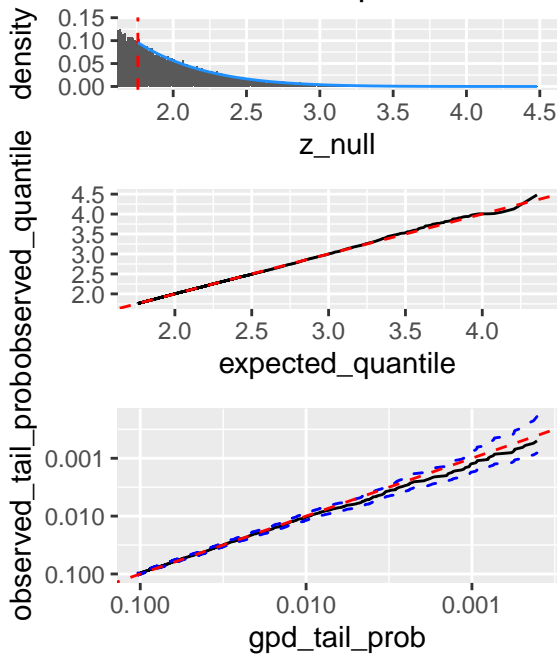 density
0.15
0.10
0.05
0.00
2.0 2.5 3.0 3.5 4.0 4.5
z_null
observed_quantile
4.5
4.0
3.5
3.0
2.5
2.0
2.0 2.5 3.0 3.5 4.0
expected_quantile
observed_tail_prob
0.001
0.010
0.100
0.100 0.010 0.001
gpd_tail_prob